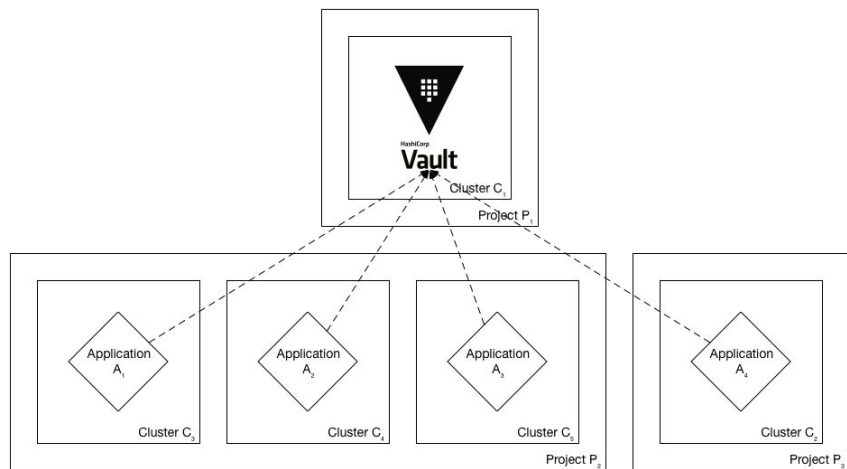 HashiCorp
Vault
Cluster C₁
Project P₁
Application
A₁
Cluster C₃
Application
A₂
Cluster C₄
Application
A₃
Cluster C₅
Project P₂
Application
A₄
Cluster C₂
Project P₃